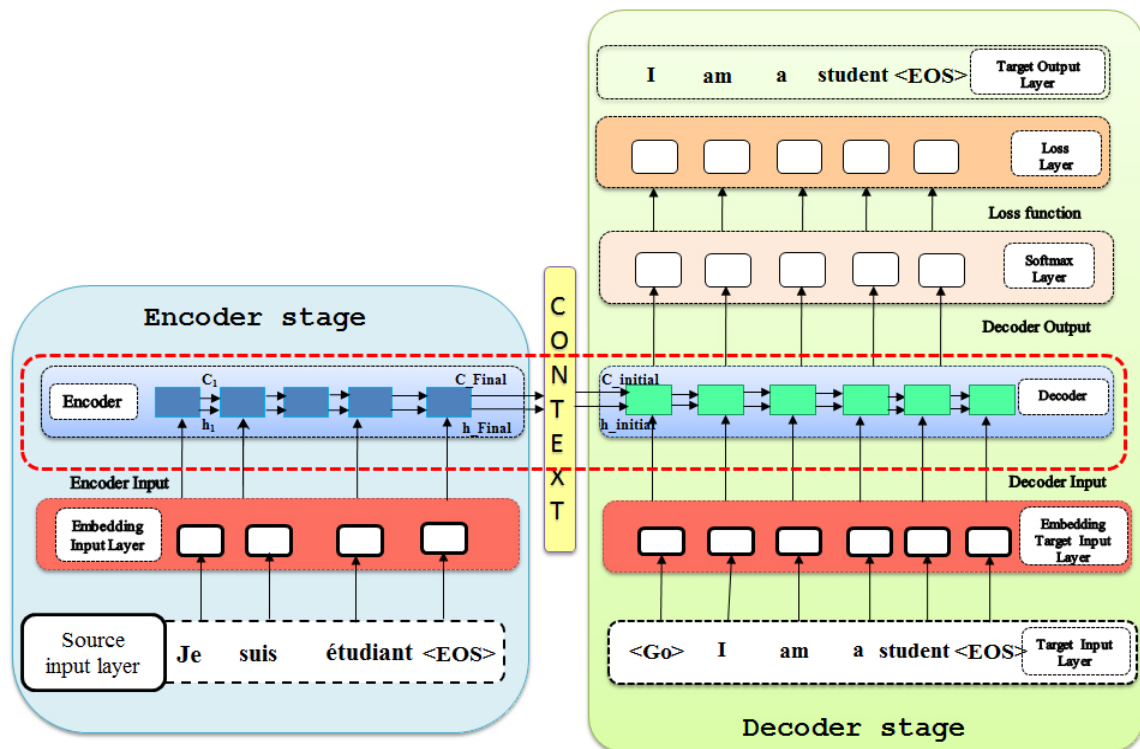 I am a student <EOS>
Target Output
Layer
Loss
Layer
Loss function
Softmax
Layer
Decoder Output
CONTEXT
Encoder stage
Encoder
C1
h1
C_Final
h_Final
C_initial
h_initial
Decoder
Encoder Input
Decoder Input
Embedding
Input Layer
Embedding
Target Input
Layer
Source
input layer
Je suis étudiant <EOS>
<Go> I am a student <EOS>
Target Input
Layer
Decoder stage